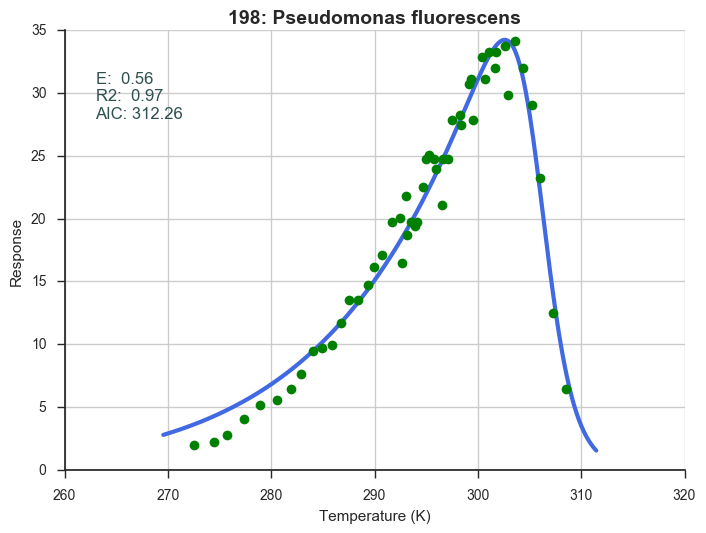 198: Pseudomonas fluorescens
E:  0.56
R2:  0.97
AIC: 312.26
35
30
25
20
15
10
5
0
Response
260 270 280 290 300 310 320
Temperature (K)